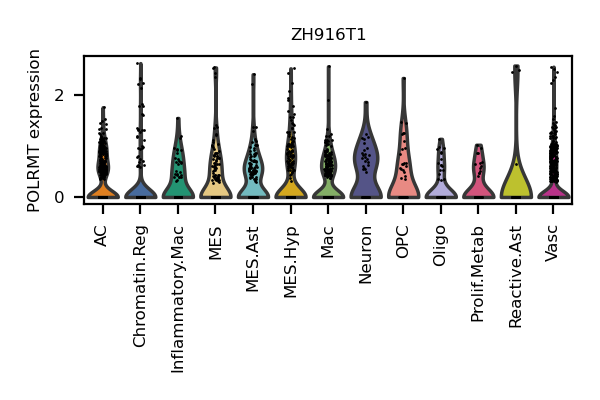 ZH916T1
POLRMT expression
2
0
AC
Chromatin.Reg
Inflammatory.Mac
MES
MES.Ast
MES.Hyp
Mac
Neuron
OPC
Oligo
Prolif.Metab
Reactive.Ast
Vasc